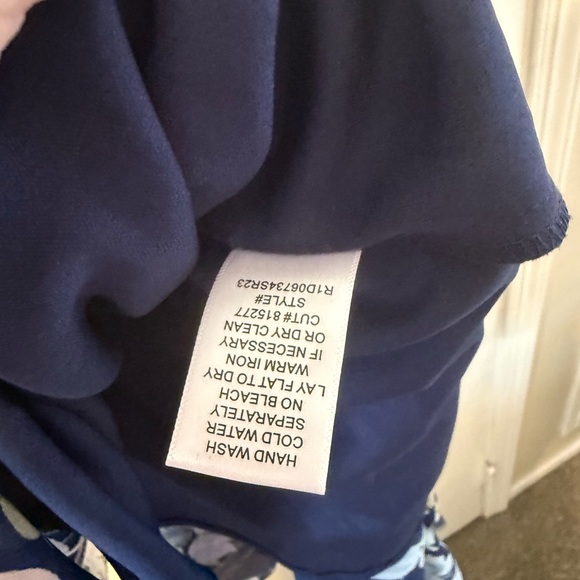 HAND WASH
COLD WATER
SEPARATELY
NO BLEACH
LAY FLAT TO DRY
WARM IRON
IF NECESSARY
OR DRY CLEAN
CUT# 815277
STYLE#
R1D06734SR23